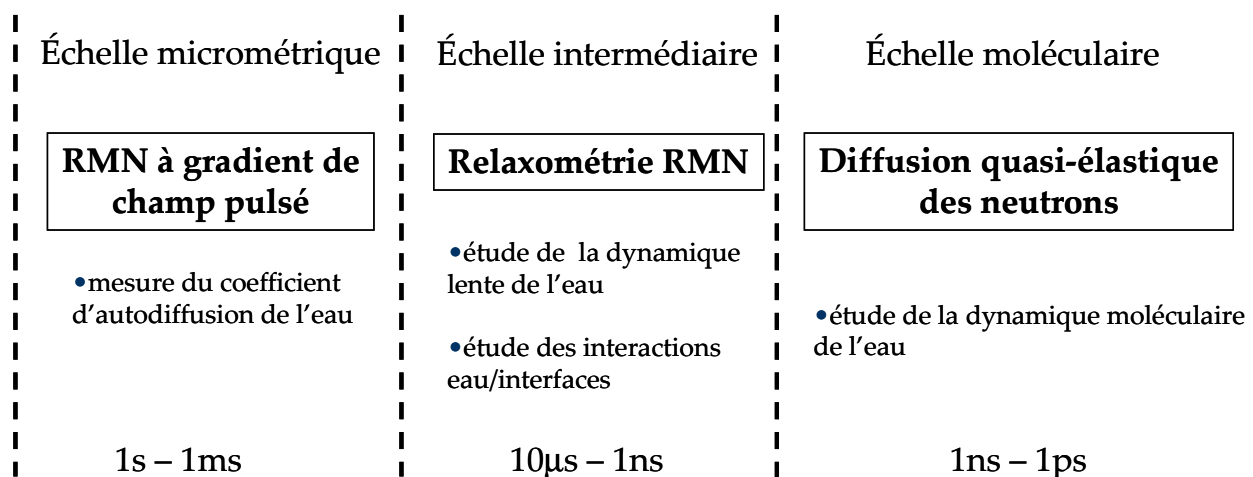 Échelle micrométrique
RMN à gradient de
champ pulsé
•mesure du coefficient
d’autodiffusion de l’eau
1s – 1ms
Échelle intermédiaire
Relaxométrie RMN
•étude de  la dynamique
lente de l’eau
•étude des interactions
eau/interfaces
10µs – 1ns
Échelle moléculaire
Diffusion quasi-élastique
des neutrons
•étude de la dynamique moléculaire
de l’eau
1ns – 1ps